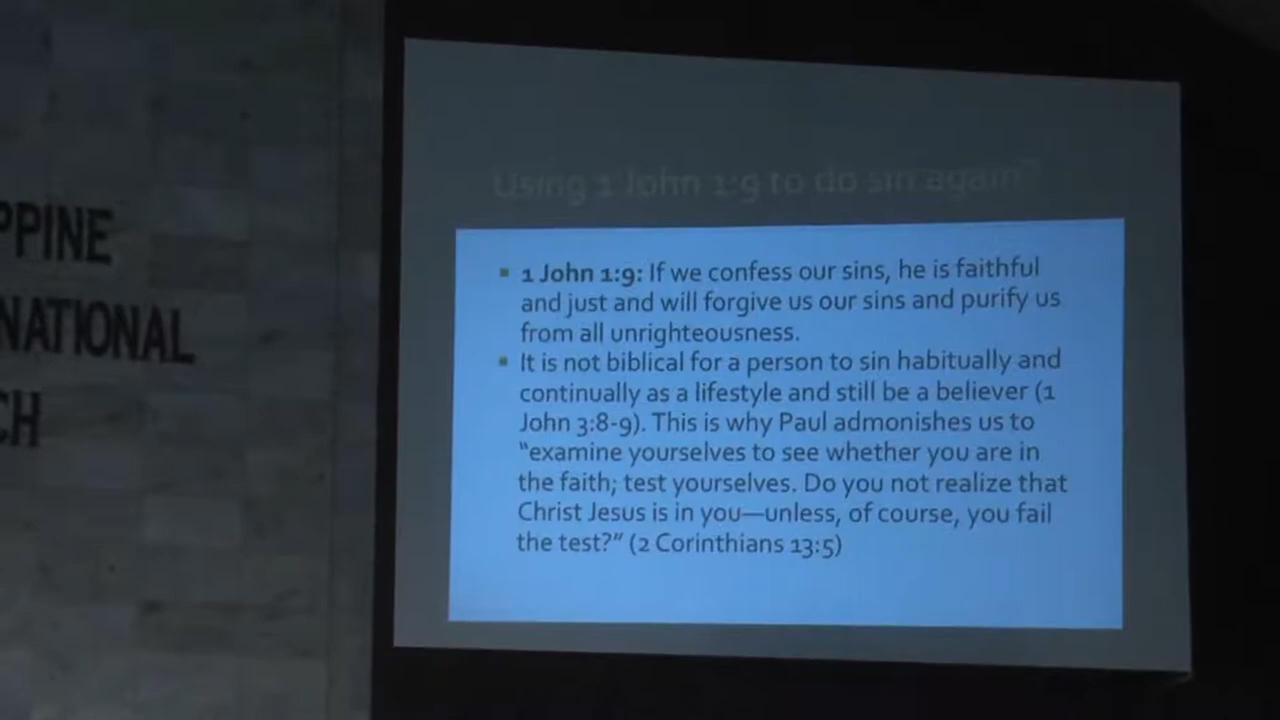 PPINE
NATIONAL
CH
Using 1 John 1:9 to do sin again?
▪ 1 John 1:9: If we confess our sins, he is faithful
and just and will forgive us our sins and purify us
from all unrighteousness.
▪ It is not biblical for a person to sin habitually and
continually as a lifestyle and still be a believer (1
John 3:8-9). This is why Paul admonishes us to
“examine yourselves to see whether you are in
the faith; test yourselves. Do you not realize that
Christ Jesus is in you—unless, of course, you fail
the test?” (2 Corinthians 13:5)